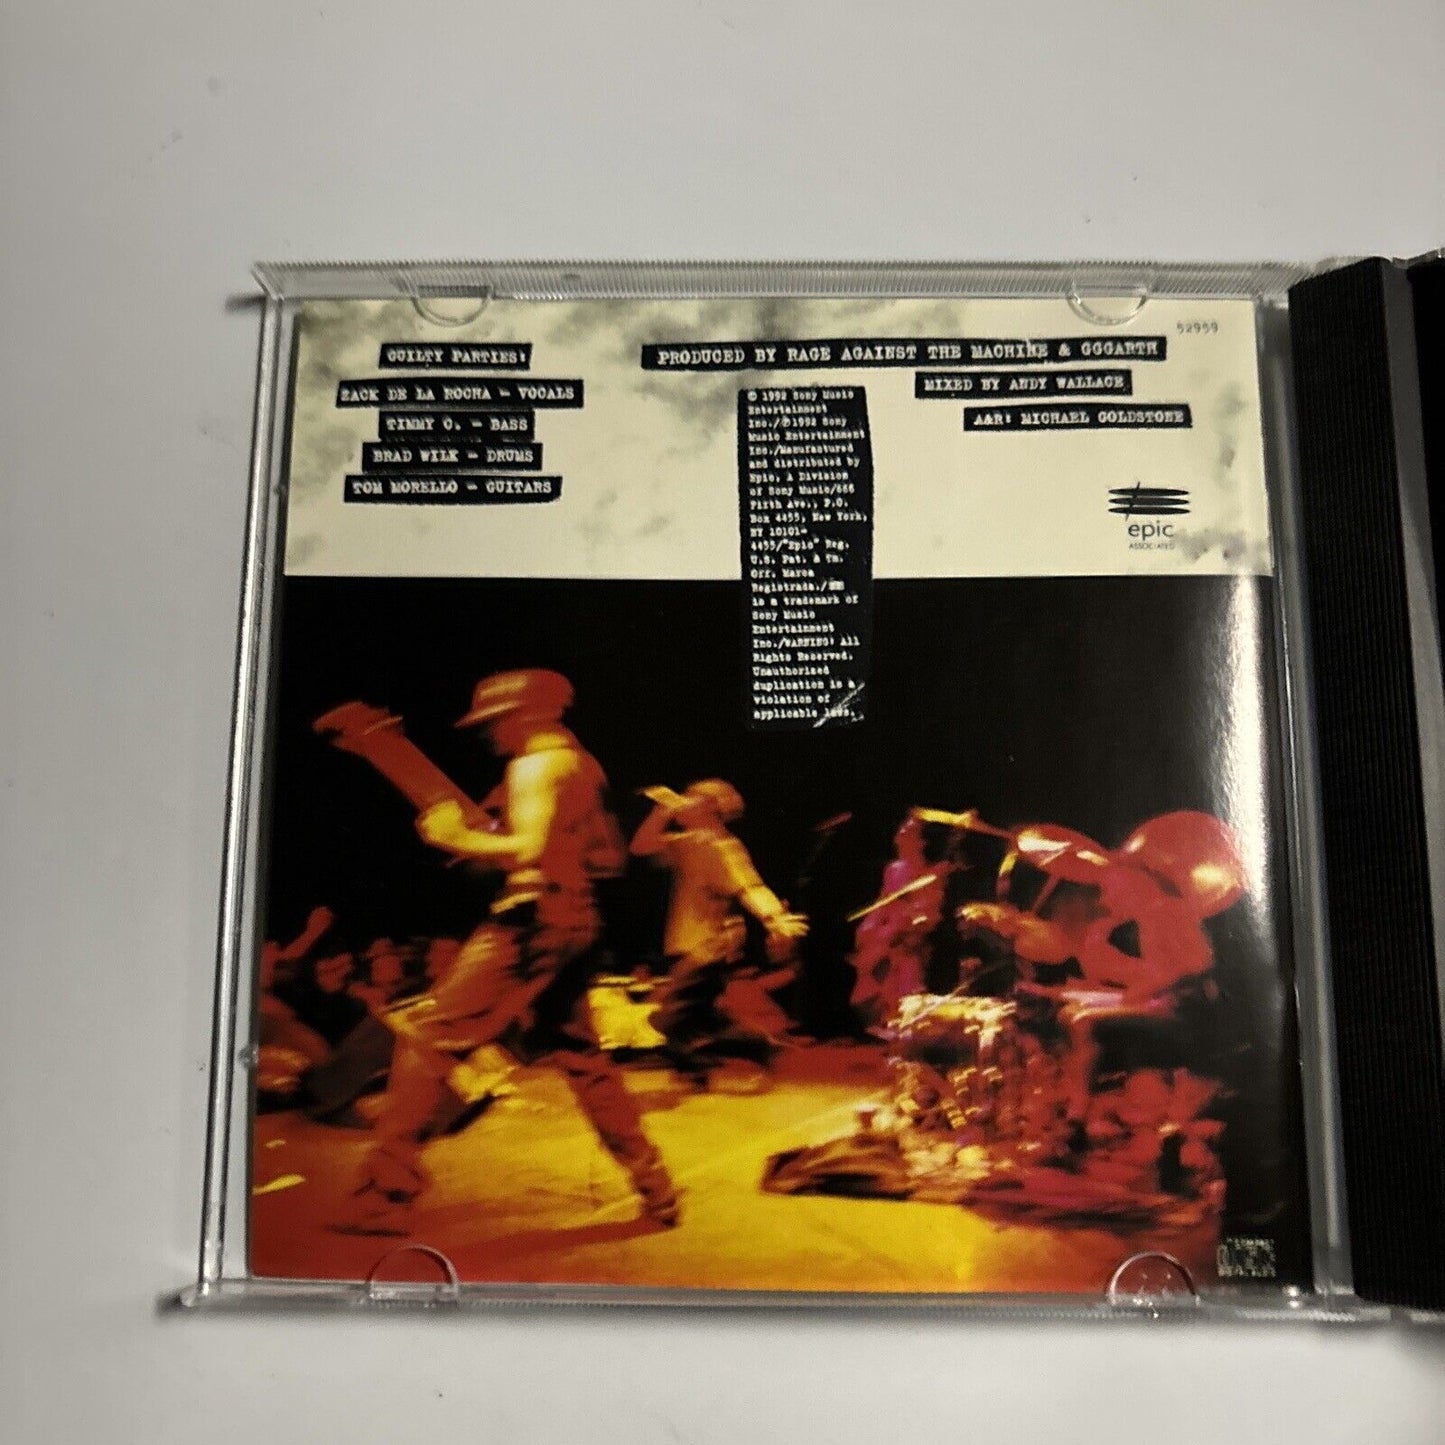 GUILTY PARTIES:
ZACK DE LA ROCHA - VOCALS
TIMMY C. - BASS
BRAD WILK - DRUMS
TOM MORELLO - GUITARS
52959
PRODUCED BY RAGE AGAINST THE MACHINE & GGGARTH
MIXED BY ANDY WALLACE
A&R: MICHAEL GOLDSTONE
© 1992 Sony Music
Entertainment
Inc./℗1992 Sony
Music Entertainment
Inc./Manufactured
and distributed by
Epic, A Division
of Sony Music/666
Fifth Ave., P.O.
Box 4455, New York,
NY 10101-
4455/"Epic" Reg.
U.S. Pat. & Tm.
Off. Marca
Registrada./
is a trademark of
Sony Music
Entertainment
Inc./WARNING: All
Rights Reserved.
Unauthorized
duplication is a
violation of
applicable laws.
epic
ASSOCIATED